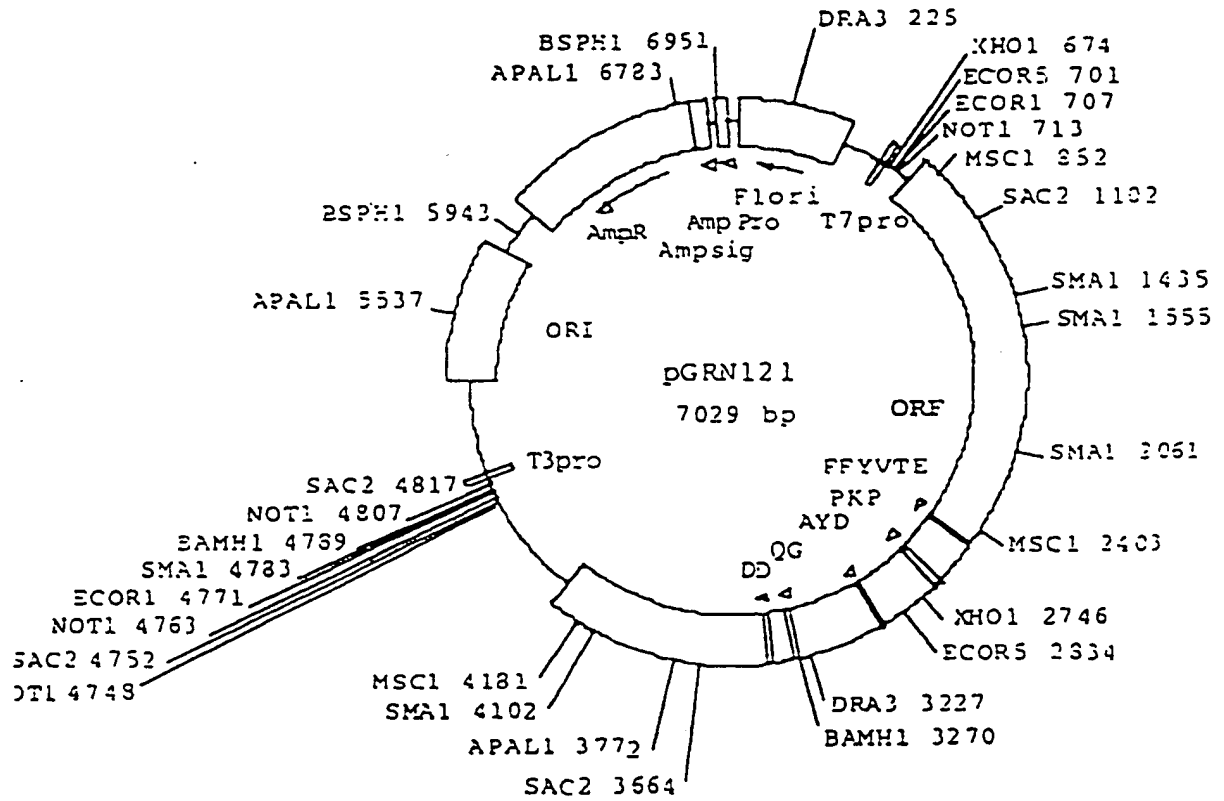 DRA3 225
BSPH1 6951
XHO1 674
APAL1 6783
ECOR5 701
ECOR1 707
NOT1 713
MSC1 852
SAC2 1102
Flori
T7pro
BSPH1 5943
AmpR
Amp Pro
Ampsig
SMA1 1435
APAL1 5537
SMA1 1555
ORI
pGRN121
7029 bp
ORF
SMA1 2061
FFYVTE
T3pro
PKP
SAC2 4817
AYD
NOT1 4807
QG
MSC1 2403
BAMH1 4789
DD
SMA1 4783
ECOR1 4771
XHO1 2746
NOT1 4763
ECOR5 2834
SAC2 4752
MSC1 4181
OT1 4748
DRA3 3227
SMA1 4102
BAMH1 3270
APAL1 3772
SAC2 3664